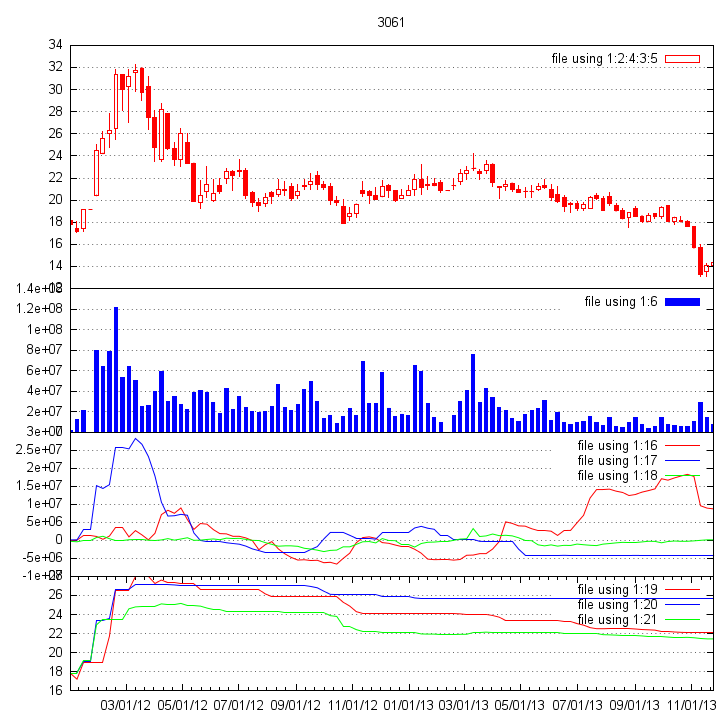 3061
34
file using 1:2:4:3:5
32
30
28
26
24
22
20
18
16
14
1.4e+08
file using 1:6
1.2e+08
1e+08
8e+07
6e+07
4e+07
2e+07
file using 1:16
2.5e+07
file using 1:17
2e+07
file using 1:18
1.5e+07
1e+07
5e+06
0
-5e+06
file using 1:19
26
file using 1:20
24
file using 1:21
22
20
18
16
03/01/12 05/01/12 07/01/12 09/01/12 11/01/12 01/01/13 03/01/13 05/01/13 07/01/13 09/01/13 11/01/13